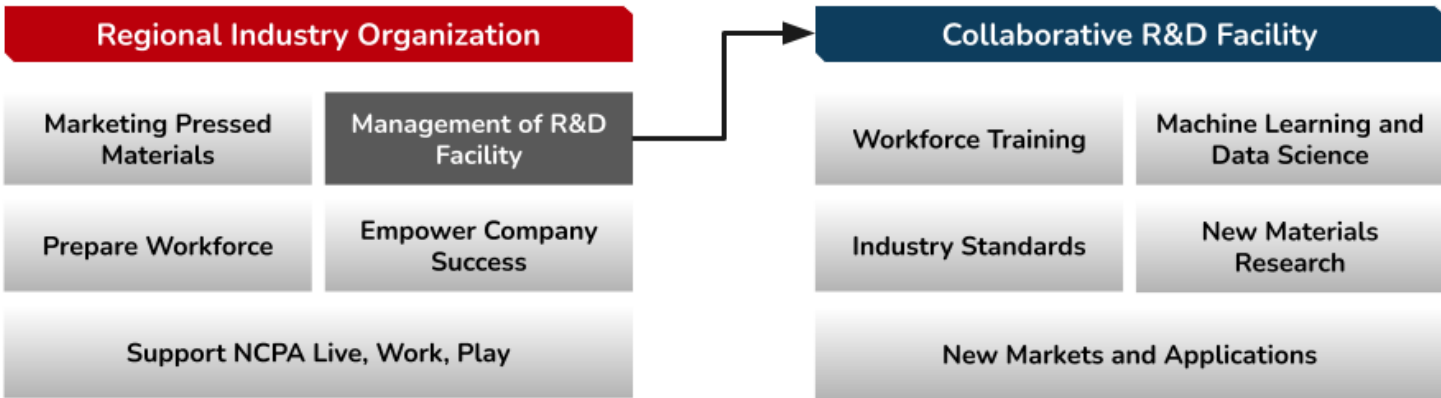 Regional Industry Organization
Marketing Pressed
Materials
Management of R&D
Facility
Prepare Workforce
Empower Company
Success
Support NCPA Live, Work, Play
Collaborative R&D Facility
Workforce Training
Machine Learning and
Data Science
Industry Standards
New Materials
Research
New Markets and Applications